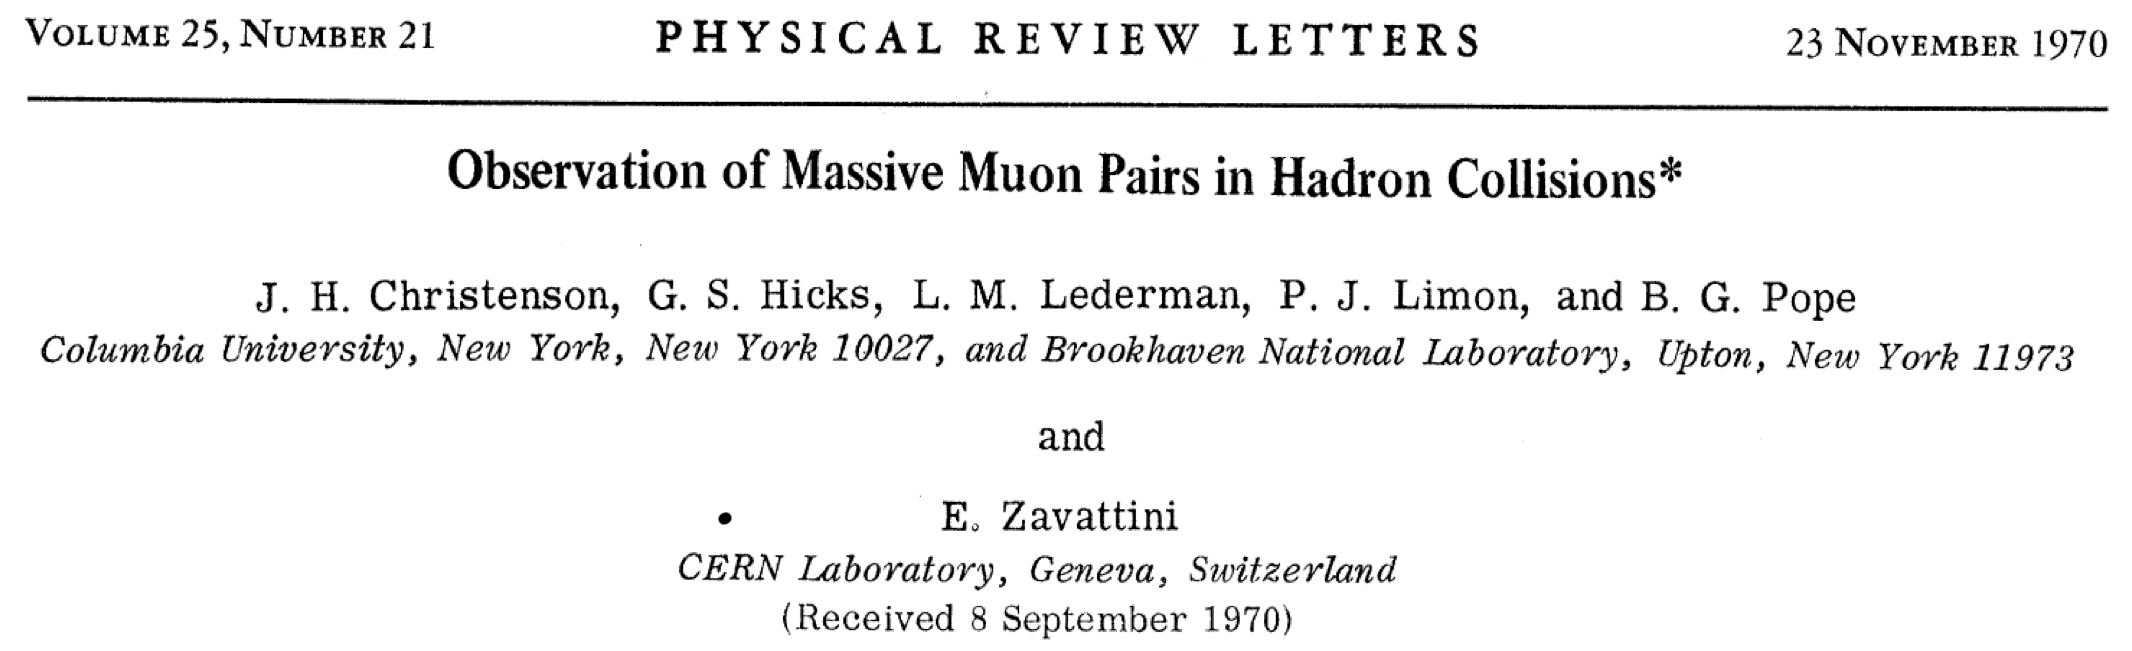 VOLUME 25, NUMBER 21 PHYSICAL REVIEW LETTERS 23 NOVEMBER 1970
Observation of Massive Muon Pairs in Hadron Collisions*
J. H. Christenson, G. S. Hicks, L. M. Lederman, P. J. Limon, and B. G. Pope
Columbia University, New York, New York 10027, and Brookhaven National Laboratory, Upton, New York 11973
and
E. Zavattini
CERN Laboratory, Geneva, Switzerland
(Received 8 September 1970)